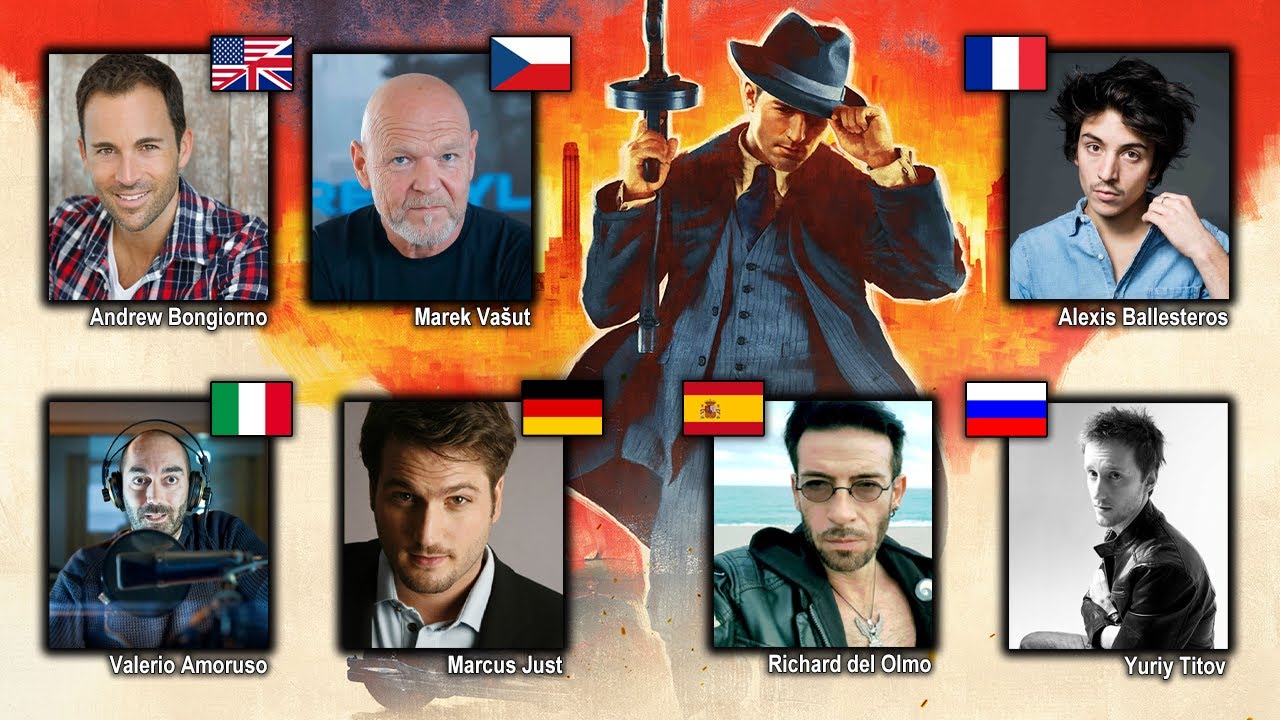 Andrew Bongiorno
Marek Vašut
Alexis Ballesteros
Valerio Amoruso
Marcus Just
Richard del Olmo
Yuriy Titov